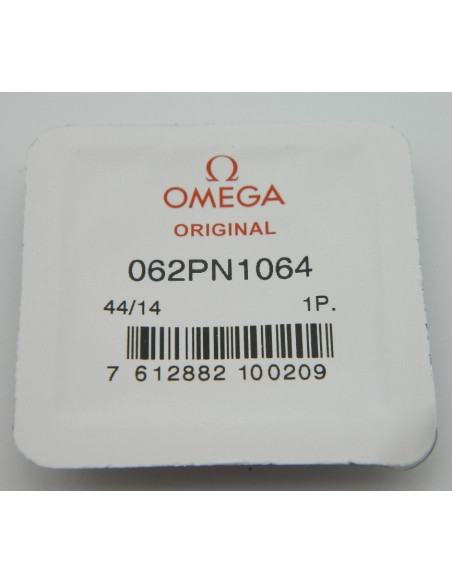 Ω
OMEGA
ORIGINAL
062PN1064
44/14 1P.
7 612882 100209